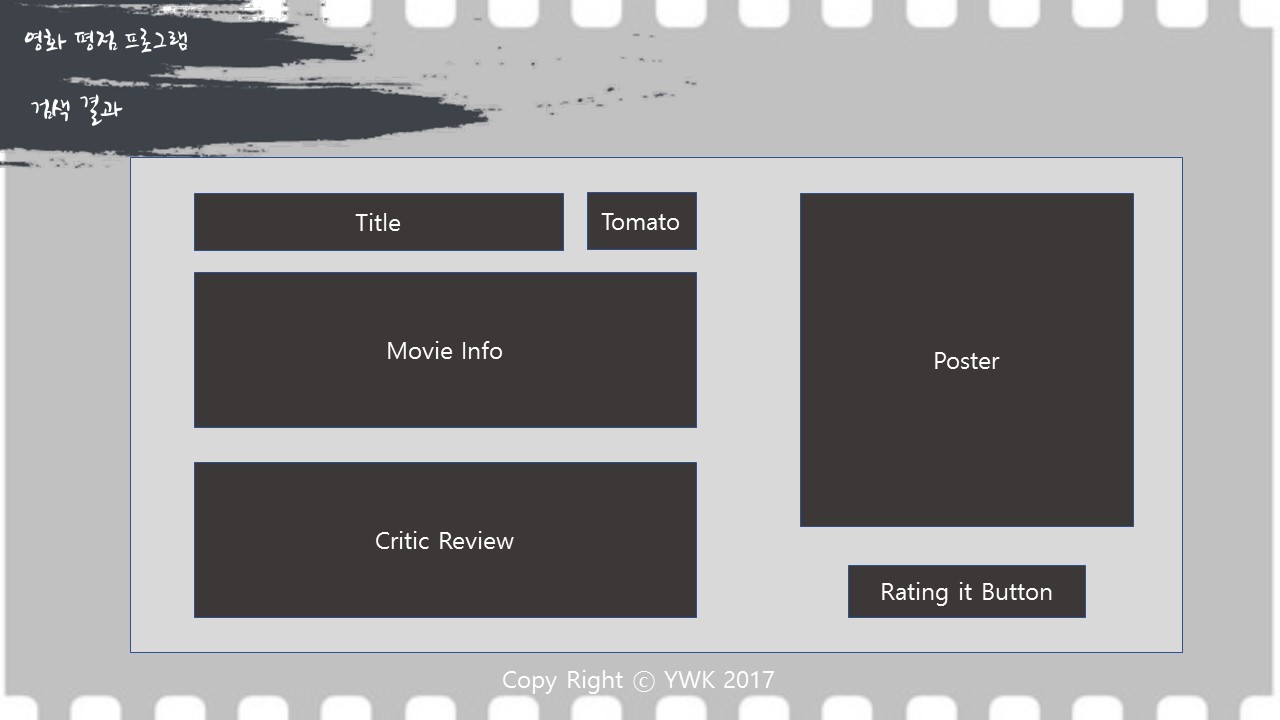 영화 평점 프로그램
검색 결과
Title
Tomato
Movie Info
Poster
Critic Review
Rating it Button
Copy Right ⓒ YWK 2017